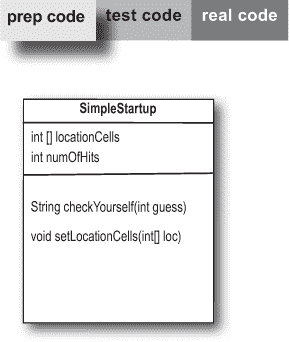 prep code test code real code
SimpleStartup
int [] locationCells
int numOfHits
String checkYourself(int guess)
void setLocationCells(int[] loc)